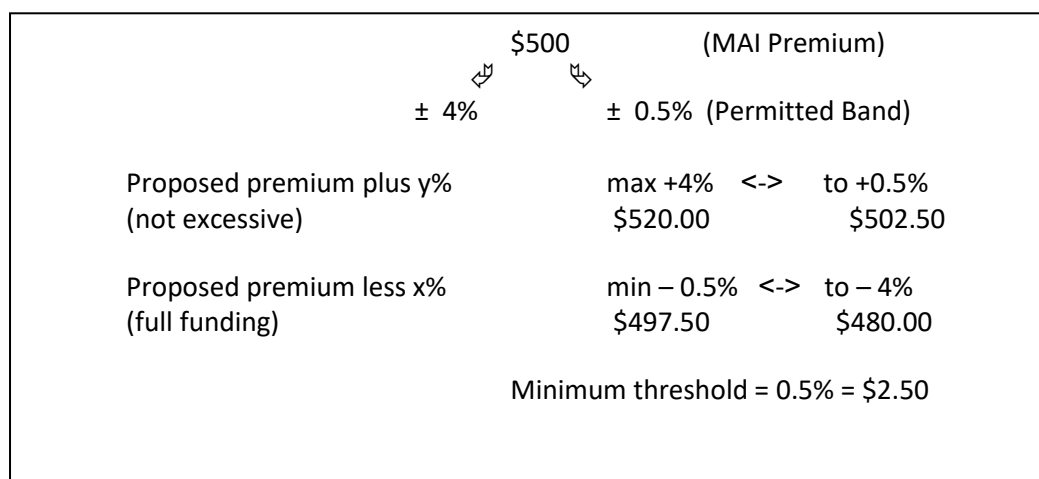 $500 (MAI Premium)
± 4% ± 0.5% (Permitted Band)
Proposed premium plus y% max +4% <-> to +0.5%
(not excessive) $520.00 $502.50
Proposed premium less x% min – 0.5% <-> to – 4%
(full funding) $497.50 $480.00
Minimum threshold = 0.5% = $2.50